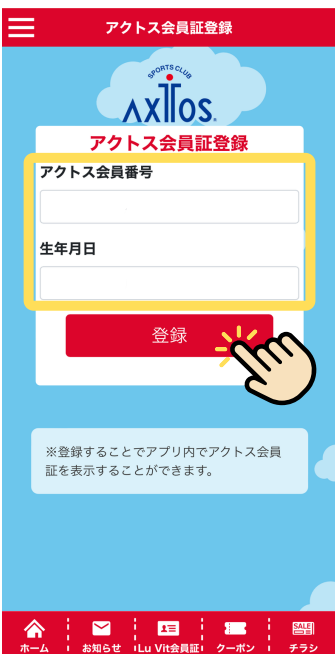 アクトス会員証登録
SPORTS CLUB
AXTOS.
アクトス会員証登録
アクトス会員番号
生年月日
登録
※登録することでアプリ内でアクトス会員
証を表示することができます。
ホーム
お知らせ
Lu Vit会員証
クーポン
SALE
チラシ